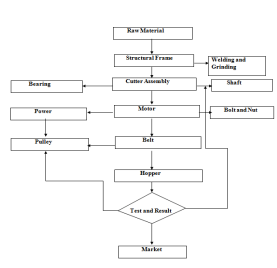 Raw Material
Structural Frame
Welding and
Grinding
Bearing
Cutter Assembly
Shaft
Power
Motor
Bolt and Nut
Pulley
Belt
Hopper
Test and Result
Market